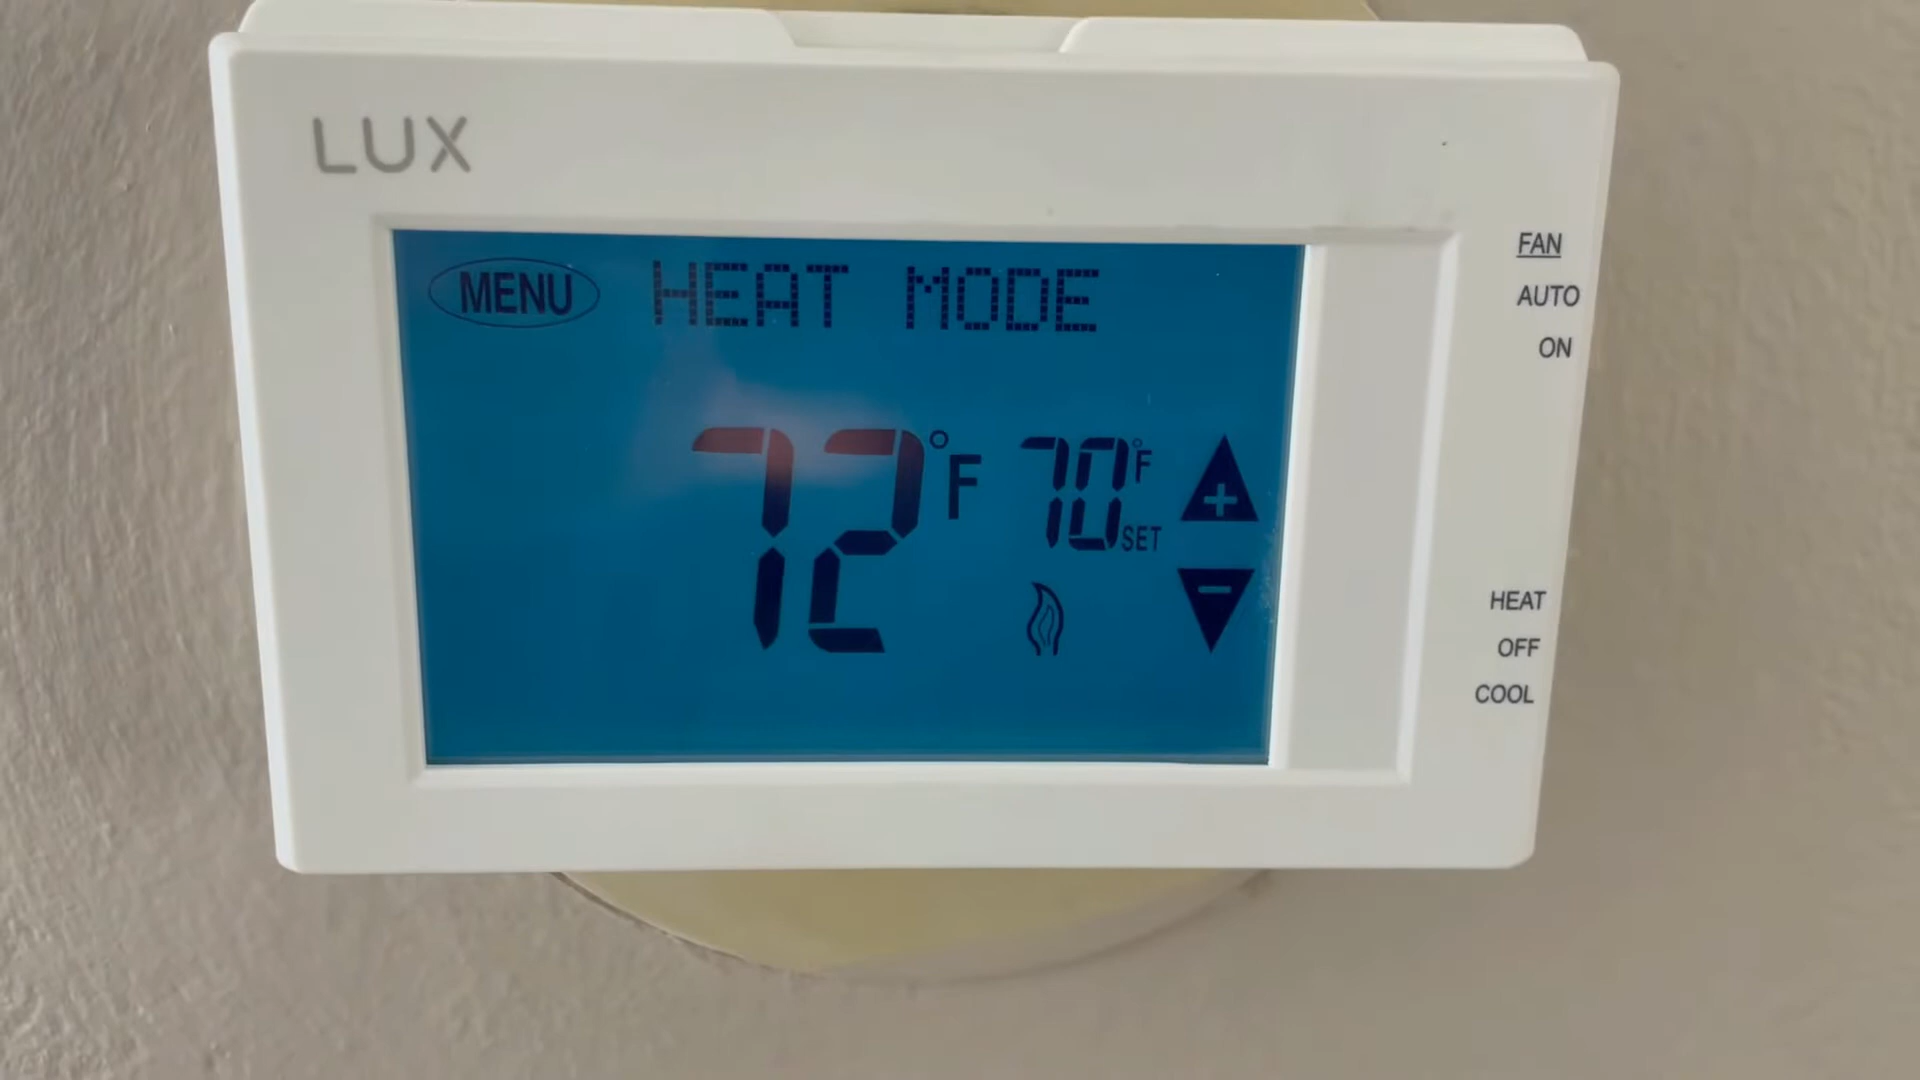 LUX
MENU HEAT MODE
72°F 70°F SET
+
-
FAN
AUTO
ON
HEAT
OFF
COOL